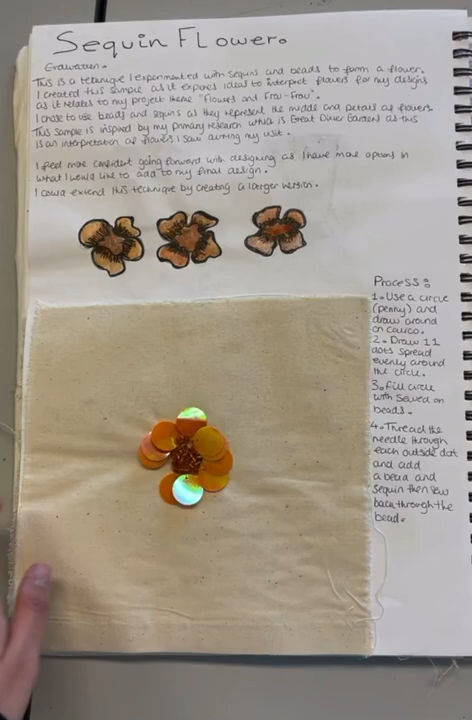 Sequin Flower.
Evaluation.
This is a technique I experimented with sequins and beads to form a flower.
I created this sample as it explores ideas to interpret flowers for my designs
as it relates to my project theme "Flowers and Frou-Frou".
I chose to use beads and sequins as they represent the middle and petals of flowers.
This sample is inspired by my primary research which is Great Dixter Gardens as this
is an interpretation of flowers I saw during my visit.
I feel more confident going forward with designing as I have more options in
what I would like to add to my final design.
I could extend this technique by creating a larger version.
Process:
1. Use a circle
(penny) and
draw around
on calico.
2. Draw 11
dots spread
evenly around
the circle.
3. Fill circle
with sewed on
beads.
4. Thread the
needle through
each outside dot
and add
a bead and
sequin then sew
back through the
bead.